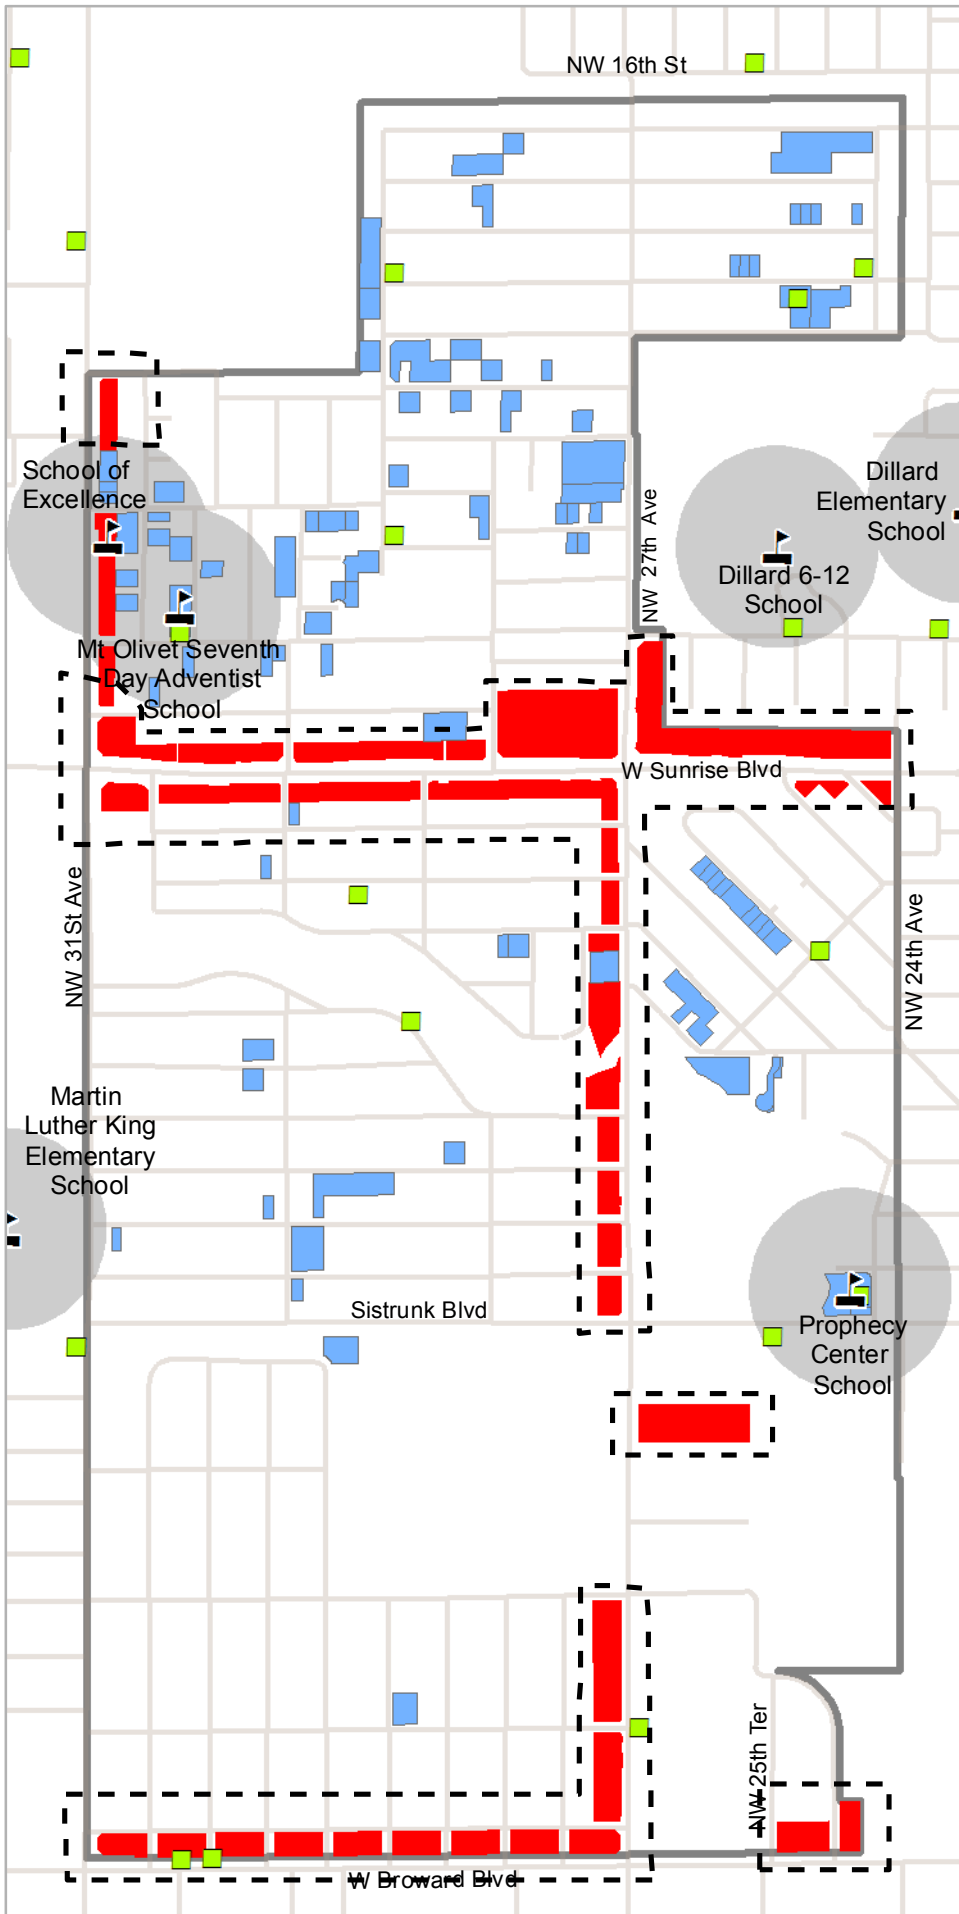 NW 16th St
School of
Excellence
NW 27th Ave
Dillard
Elementary
School
Dillard 6-12
School
Mt Olivet Seventh
Day Adventist
School
W Sunrise Blvd
NW 31St Ave
NW 24th Ave
Martin
Luther King
Elementary
School
Sistrunk Blvd
Prophecy
Center
School
NW 25th Ter
W Broward Blvd